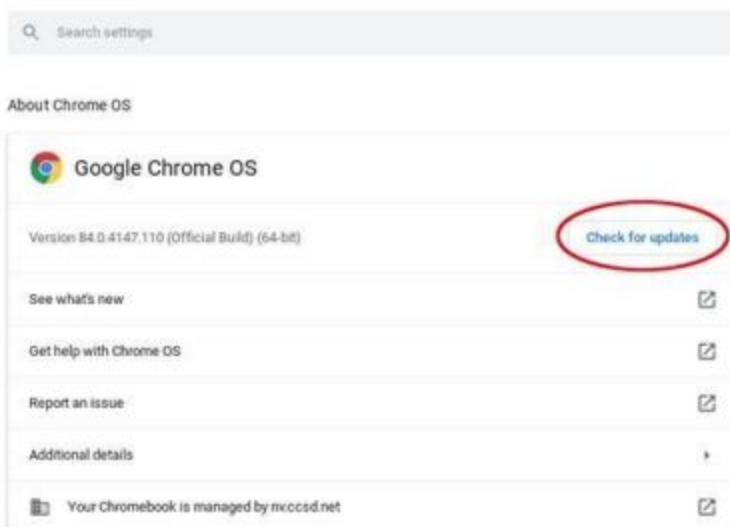 Search settings
About Chrome OS
Google Chrome OS
Version 84.0.4147.110 (Official Build) (64-bit)
Check for updates
See what's new
Get help with Chrome OS
Report an issue
Additional details
Your Chromebook is managed by nv.ccsd.net